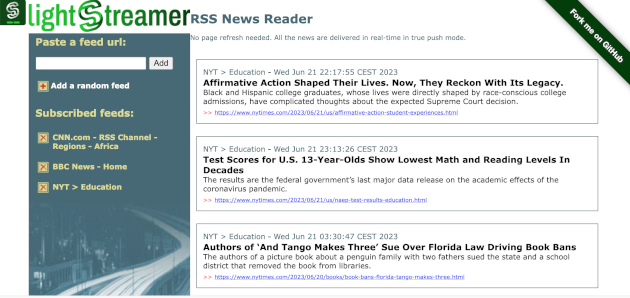 lightStreamer
RSS News Reader
Fork me on GitHub
No page refresh needed. All the news are delivered in real-time in true push mode.
Paste a feed url:
Add
Add a random feed
Subscribed feeds:
CNN.com - RSS Channel -
Regions - Africa
BBC News - Home
NYT > Education
NYT > Education - Wed Jun 21 22:17:55 CEST 2023
Affirmative Action Shaped Their Lives. Now, They Reckon With Its Legacy.
Black and Hispanic college graduates, whose lives were directly shaped by race-conscious college
admissions, have complicated thoughts about the expected Supreme Court decision.
>> https://www.nytimes.com/2023/06/21/us/affirmative-action-student-experiences.html
NYT > Education - Wed Jun 21 23:13:26 CEST 2023
Test Scores for U.S. 13-Year-Olds Show Lowest Math and Reading Levels In
Decades
The results are the federal government's last major data release on the academic effects of the
coronavirus pandemic.
>> https://www.nytimes.com/2023/06/21/us/naep-test-results-education.html
NYT > Education - Wed Jun 21 03:30:47 CEST 2023
Authors of ‘And Tango Makes Three’ Sue Over Florida Law Driving Book Bans
The authors of a picture book about a penguin family with two fathers sued the state and a school
district that removed the book from libraries.
>> https://www.nytimes.com/2023/06/20/books/book-bans-florida-tango-makes-three.html